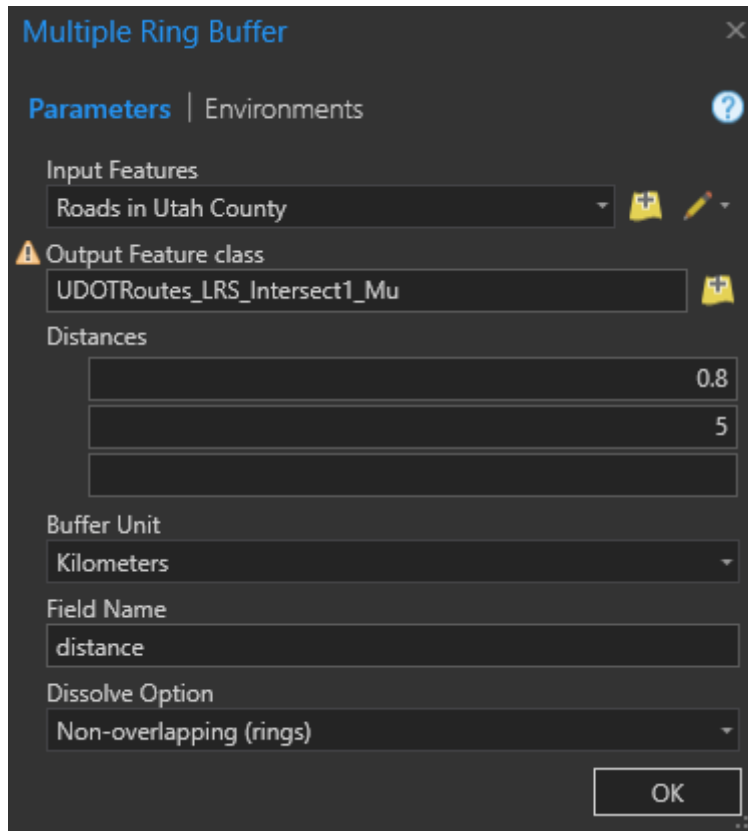 Multiple Ring Buffer
Parameters | Environments
Input Features
Roads in Utah County
Output Feature class
UDOTRoutes_LRS_Intersect1_Mu
Distances
0.8
5
Buffer Unit
Kilometers
Field Name
distance
Dissolve Option
Non-overlapping (rings)
OK